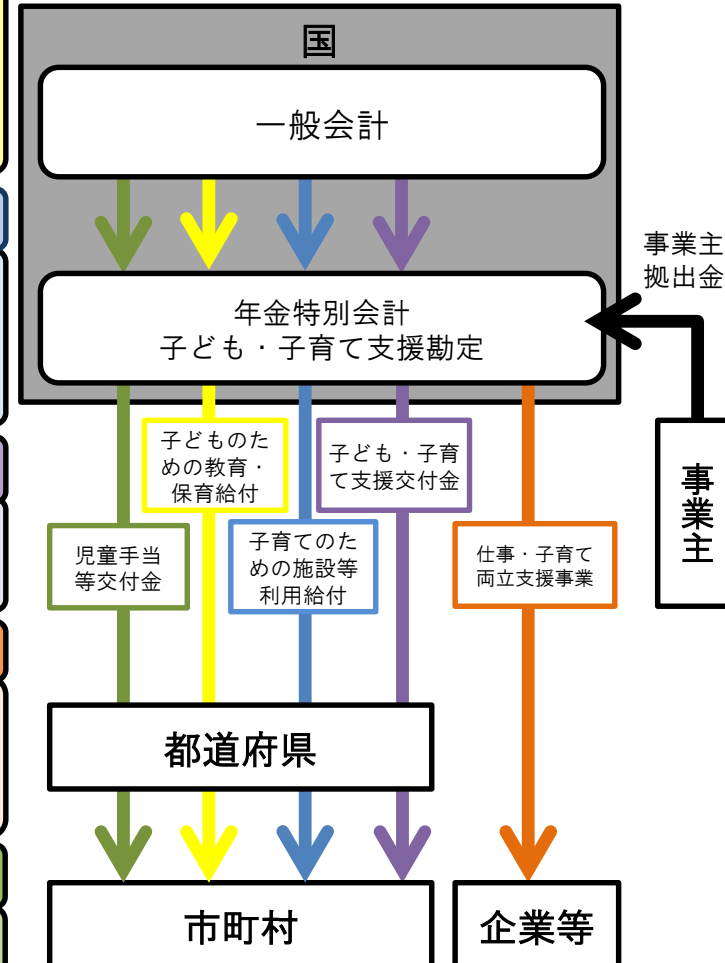 国
一般会計
事業主
拠出金
年金特別会計
子ども・子育て支援勘定
子どものた
めの教育・
保育給付
子ども・子育
て支援交付金
事業主
児童手当
等交付金
子育てのた
めの施設等
利用給付
仕事・子育て
両立支援事業
都道府県
市町村
企業等